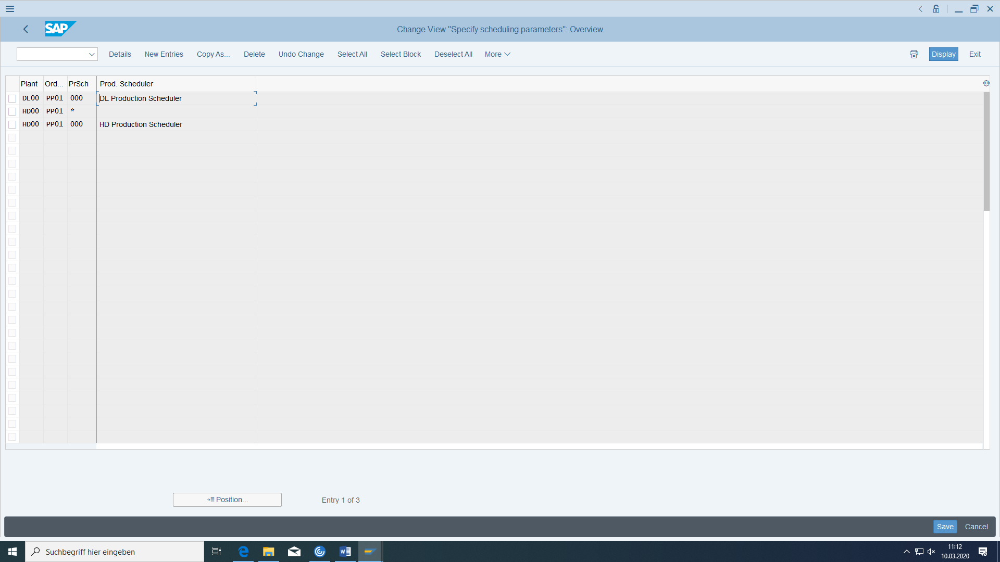 SAP
Change View "Specify scheduling parameters": Overview
Details New Entries Copy As... Delete Undo Change Select All Select Block Deselect All More Display Exit
Plant Ord... PrSch Prod. Scheduler
DL00 PP01 000 DL Production Scheduler
HD00 PP01 *
HD00 PP01 000 HD Production Scheduler
Position... Entry 1 of 3
Save Cancel
Suchbegriff hier eingeben
11:12
10.03.2020